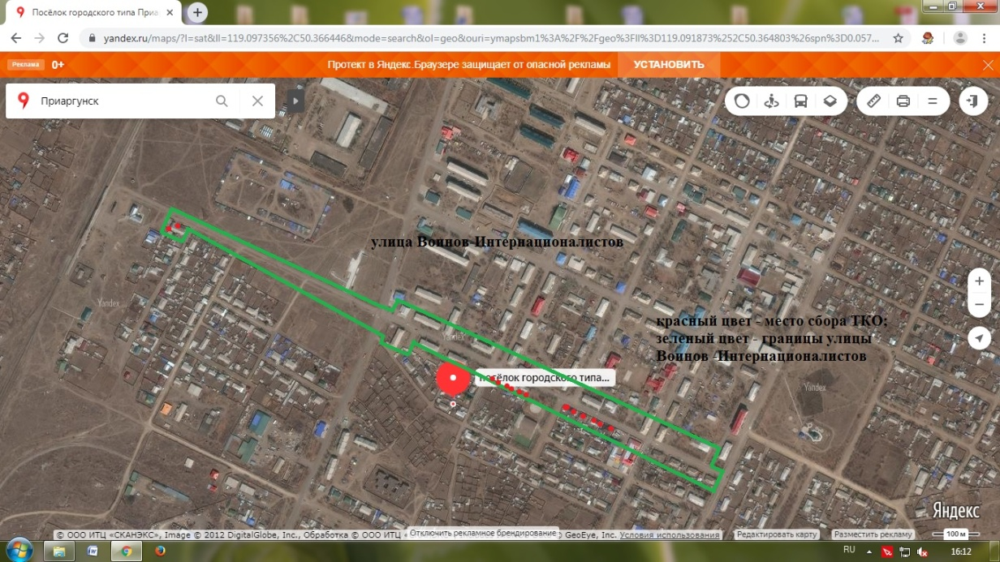 Посёлок городского типа Приа
yandex.ru/maps/?l=sat&ll=119.097356%2C50.366446&mode=search&ol=geo&ouri=ymapsbm1%3A%2F%2Fgeo%3Fll%3D119.091873%252C50.364803%26spn%3D0.057...
Реклама 0+ Протект в Яндекс.Браузере защищает от опасной рекламы УСТАНОВИТЬ
Приаргунск
улица Воинов-Интернационалистов
Yandex
красный цвет - место сбора ТКО;
зеленый цвет - границы улицы
Воинов -Интернационалистов
Yandex
посёлок городского типа...
Yandex
Яндекс
© ООО ИТЦ «СКАНЭКС», Image © 2012 DigitalGlobe, Inc., Обработка © ООО ИТЦ «
Отключить рекламное брендирование
GeoEye, Inc. Условия использования
Редактировать карту
Разместить рекламу
100 м
RU 16:12